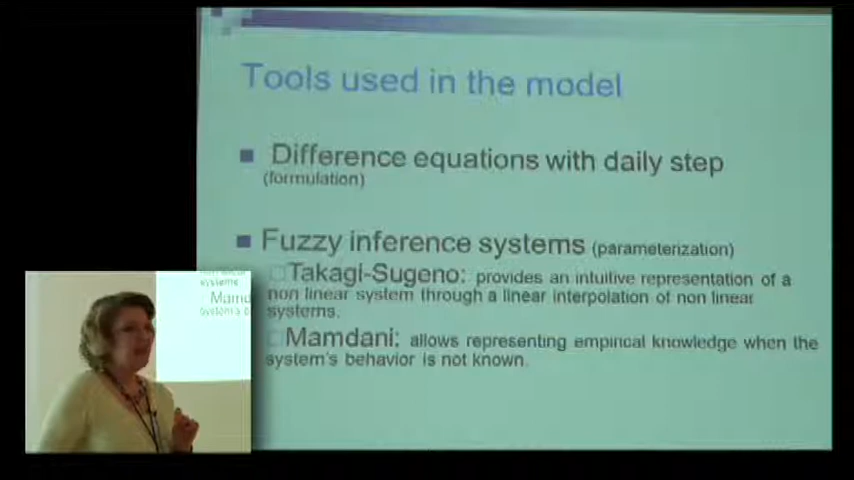 Tools used in the model
Difference equations with daily step
(formulation)
Fuzzy inference systems (parameterization)
Takagi-Sugeno: provides an intuitive representation of a
non linear system through a linear interpolation of non linear
systems.
Mamdani: allows representing empirical knowledge when the
system's behavior is not known.
systems.
Mamd